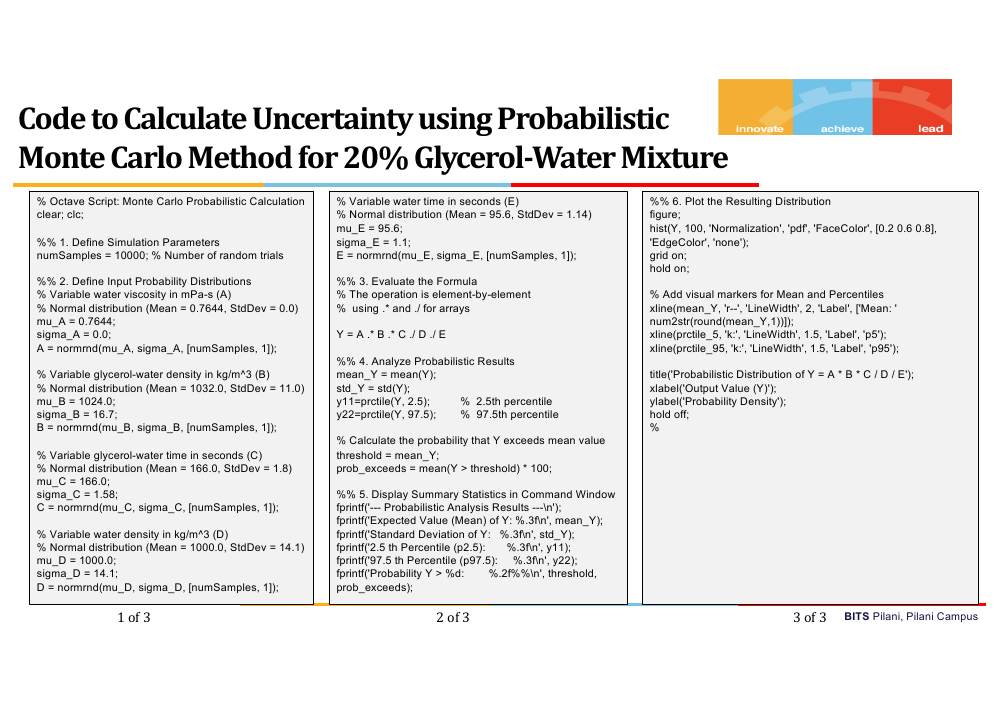 Code to Calculate Uncertainty using Probabilistic
Monte Carlo Method for 20% Glycerol-Water Mixture
innovate achieve lead
% Octave Script: Monte Carlo Probabilistic Calculation
clear; clc;
%% 1. Define Simulation Parameters
numSamples = 10000; % Number of random trials
%% 2. Define Input Probability Distributions
% Variable water viscosity in mPa-s (A)
% Normal distribution (Mean = 0.7644, StdDev = 0.0)
mu_A = 0.7644;
sigma_A = 0.0;
A = normrnd(mu_A, sigma_A, [numSamples, 1]);
% Variable glycerol-water density in kg/m^3 (B)
% Normal distribution (Mean = 1032.0, StdDev = 11.0)
mu_B = 1024.0;
sigma_B = 16.7;
B = normrnd(mu_B, sigma_B, [numSamples, 1]);
% Variable glycerol-water time in seconds (C)
% Normal distribution (Mean = 166.0, StdDev = 1.8)
mu_C = 166.0;
sigma_C = 1.58;
C = normrnd(mu_C, sigma_C, [numSamples, 1]);
% Variable water density in kg/m^3 (D)
% Normal distribution (Mean = 1000.0, StdDev = 14.1)
mu_D = 1000.0;
sigma_D = 14.1;
D = normrnd(mu_D, sigma_D, [numSamples, 1]);
% Variable water time in seconds (E)
% Normal distribution (Mean = 95.6, StdDev = 1.14)
mu_E = 95.6;
sigma_E = 1.1;
E = normrnd(mu_E, sigma_E, [numSamples, 1]);
%% 3. Evaluate the Formula
% The operation is element-by-element
% using .* and ./ for arrays
Y = A .* B .* C ./ D ./ E
%% 4. Analyze Probabilistic Results
mean_Y = mean(Y);
std_Y = std(Y);
y11=prctile(Y, 2.5); % 2.5th percentile
y22=prctile(Y, 97.5); % 97.5th percentile
% Calculate the probability that Y exceeds mean value
threshold = mean_Y;
prob_exceeds = mean(Y > threshold) * 100;
%% 5. Display Summary Statistics in Command Window
fprintf('--- Probabilistic Analysis Results ---\n');
fprintf('Expected Value (Mean) of Y: %.3f\n', mean_Y);
fprintf('Standard Deviation of Y: %.3f\n', std_Y);
fprintf('2.5 th Percentile (p2.5): %.3f\n', y11);
fprintf('97.5 th Percentile (p97.5): %.3f\n', y22);
fprintf('Probability Y > %d: %.2f%%\n', threshold,
prob_exceeds);
%% 6. Plot the Resulting Distribution
figure;
hist(Y, 100, 'Normalization', 'pdf', 'FaceColor', [0.2 0.6 0.8],
'EdgeColor', 'none');
grid on;
hold on;
% Add visual markers for Mean and Percentiles
xline(mean_Y, 'r--', 'LineWidth', 2, 'Label', ['Mean: '
num2str(round(mean_Y,1))]);
xline(prctile_5, 'k:', 'LineWidth', 1.5, 'Label', 'p5');
xline(prctile_95, 'k:', 'LineWidth', 1.5, 'Label', 'p95');
title('Probabilistic Distribution of Y = A * B * C / D / E');
xlabel('Output Value (Y)');
ylabel('Probability Density');
hold off;
%
1 of 3
2 of 3
3 of 3
BITS Pilani, Pilani Campus